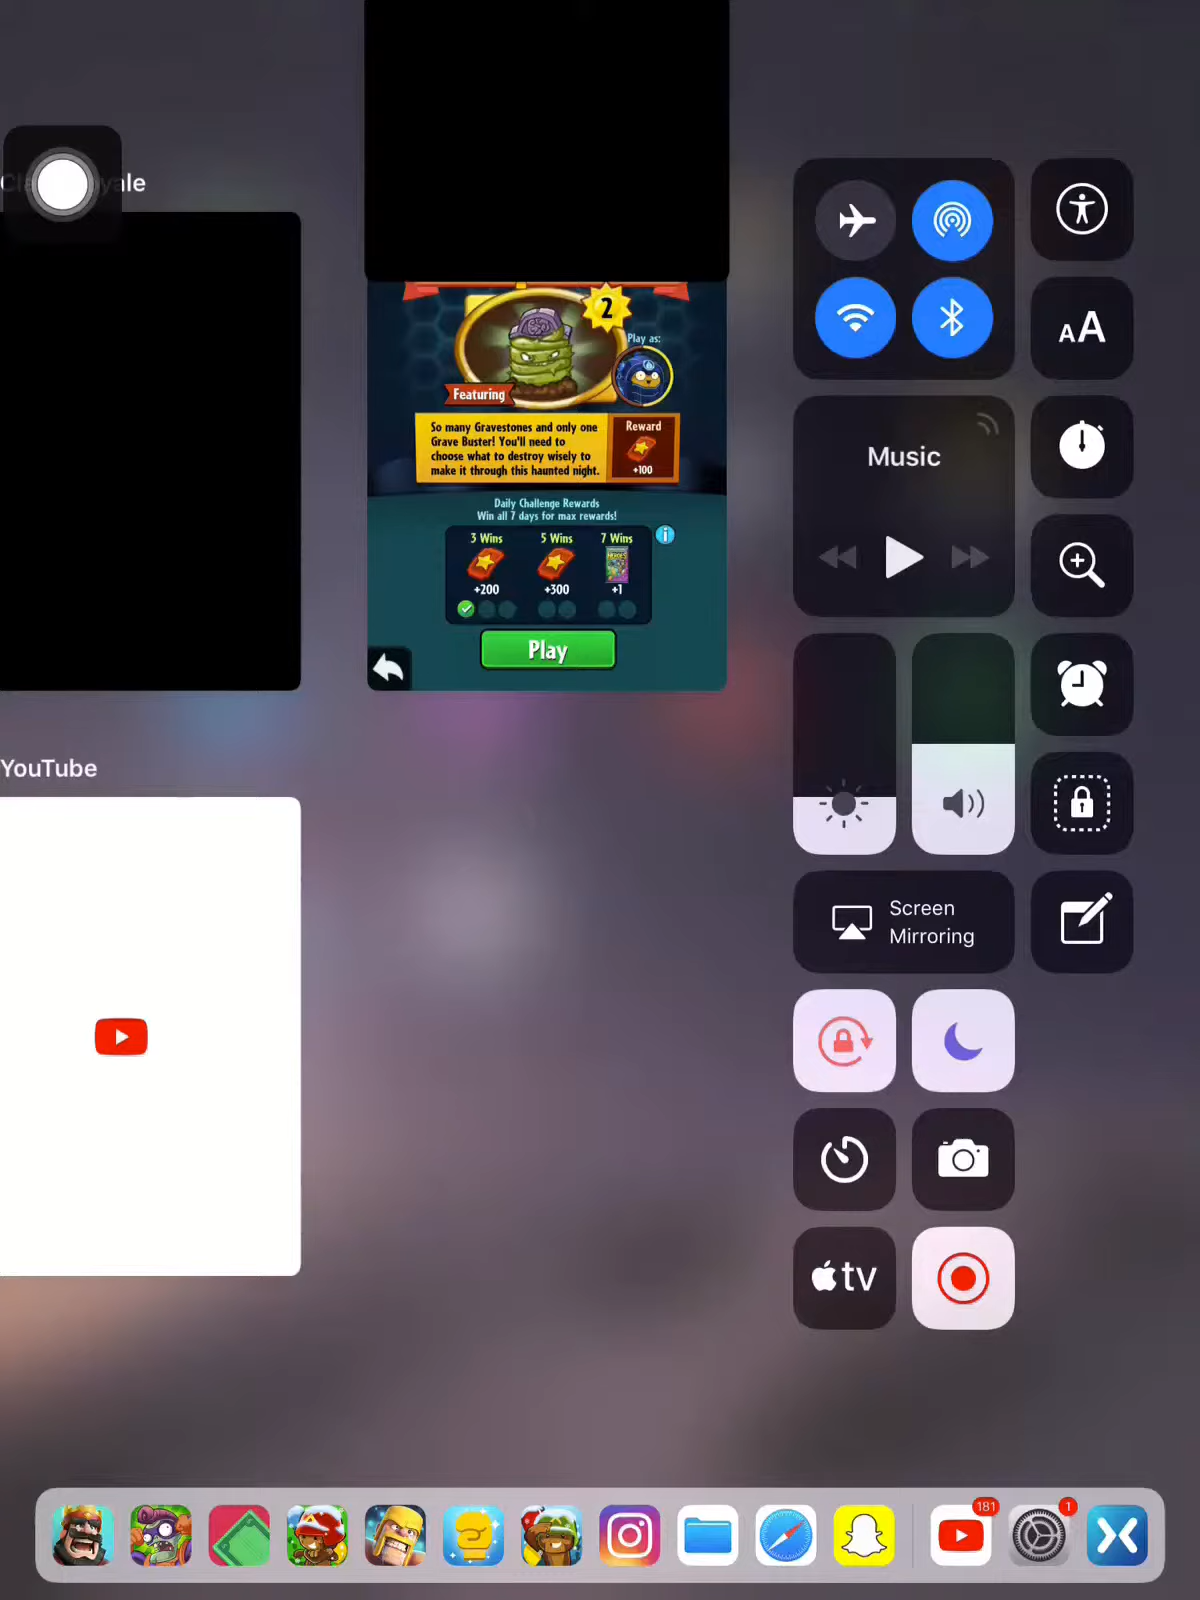 yale
2
Play as:
Featuring
So many Gravestones and only one
Grave Buster! You'll need to
choose what to destroy wisely to
make it through this haunted night.
Reward
+100
Daily Challenge Rewards
Win all 7 days for max rewards!
3 Wins
5 Wins
7 Wins
+200
+300
+1
Play
YouTube
AA
Music
Screen
Mirroring
tv
181
1